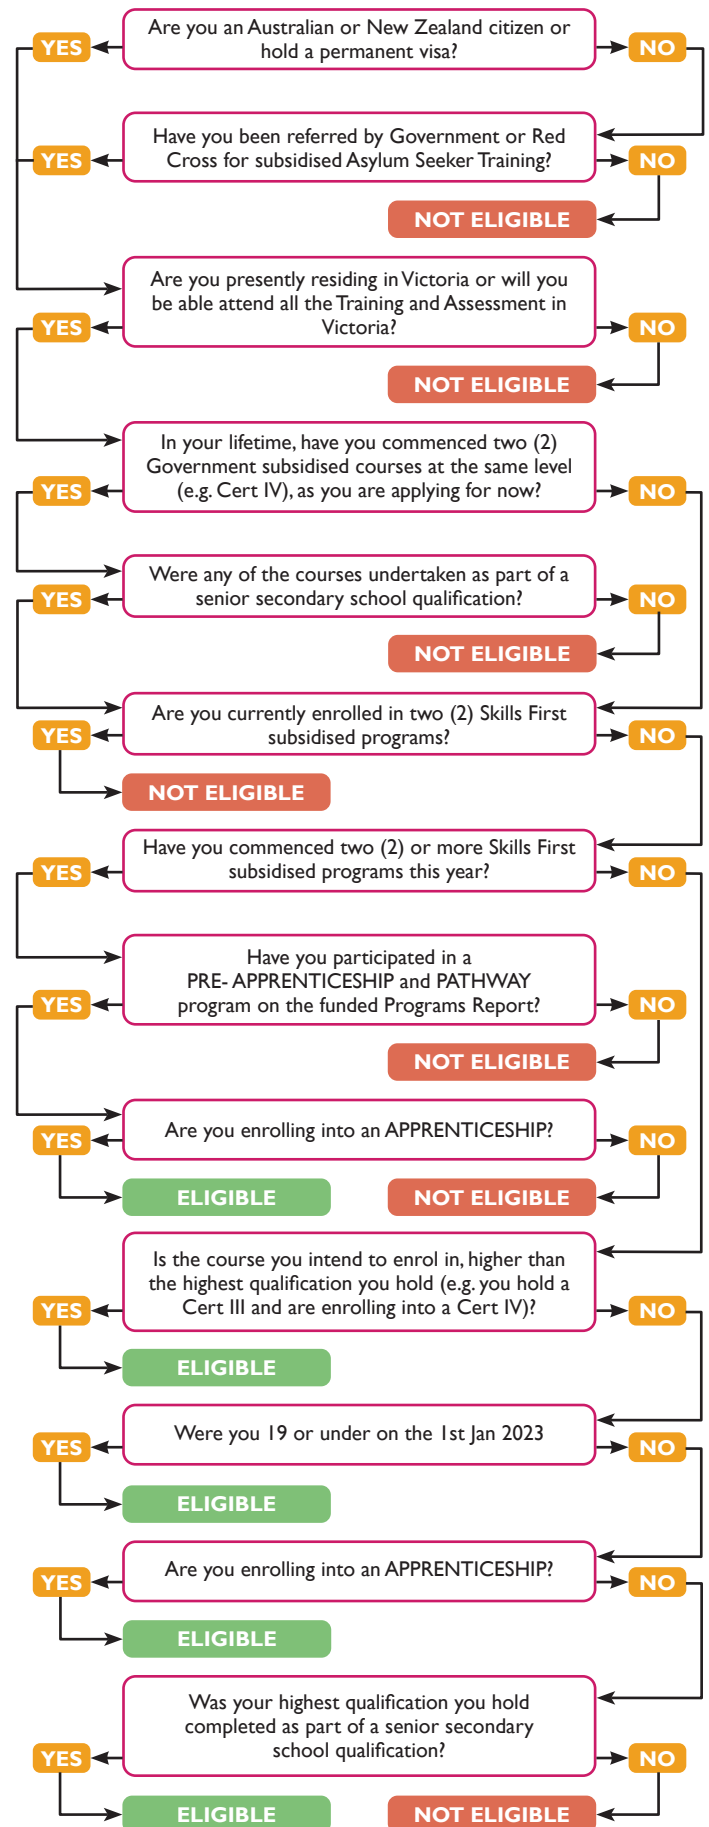 Are you an Australian or New Zealand citizen or
hold a permanent visa?
YES
NO
Have you been referred by Government or Red
Cross for subsidised Asylum Seeker Training?
YES
NO
NOT ELIGIBLE
Are you presently residing in Victoria or will you
be able attend all the Training and Assessment in
Victoria?
YES
NO
NOT ELIGIBLE
In your lifetime, have you commenced two (2)
Government subsidised courses at the same level
(e.g. Cert IV), as you are applying for now?
YES
NO
Were any of the courses undertaken as part of a
senior secondary school qualification?
YES
NO
NOT ELIGIBLE
Are you currently enrolled in two (2) Skills First
subsidised programs?
YES
NO
NOT ELIGIBLE
Have you commenced two (2) or more Skills First
subsidised programs this year?
YES
NO
Have you participated in a
PRE- APPRENTICESHIP and PATHWAY
program on the funded Programs Report?
YES
NO
NOT ELIGIBLE
Are you enrolling into an APPRENTICESHIP?
YES
NO
ELIGIBLE
NOT ELIGIBLE
Is the course you intend to enrol in, higher than
the highest qualification you hold (e.g. you hold a
Cert III and are enrolling into a Cert IV)?
YES
NO
ELIGIBLE
Were you 19 or under on the 1st Jan 2023
YES
NO
ELIGIBLE
Are you enrolling into an APPRENTICESHIP?
YES
NO
ELIGIBLE
Was your highest qualification you hold
completed as part of a senior secondary
school qualification?
YES
NO
ELIGIBLE
NOT ELIGIBLE